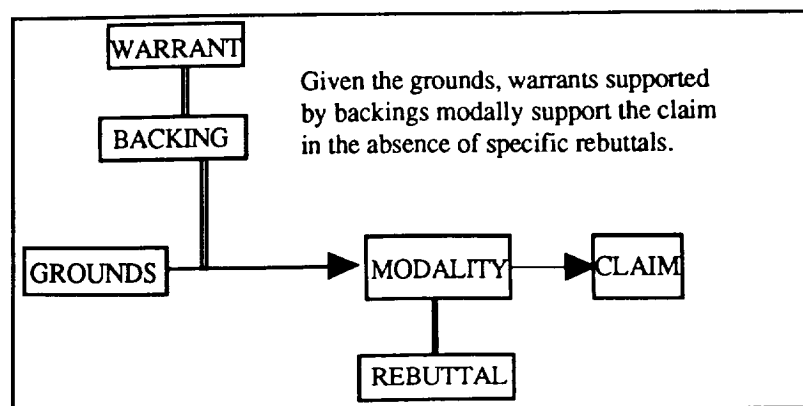 WARRANT
Given the grounds, warrants supported
by backings modally support the claim
in the absence of specific rebuttals.
BACKING
GROUNDS
MODALITY
CLAIM
REBUTTAL